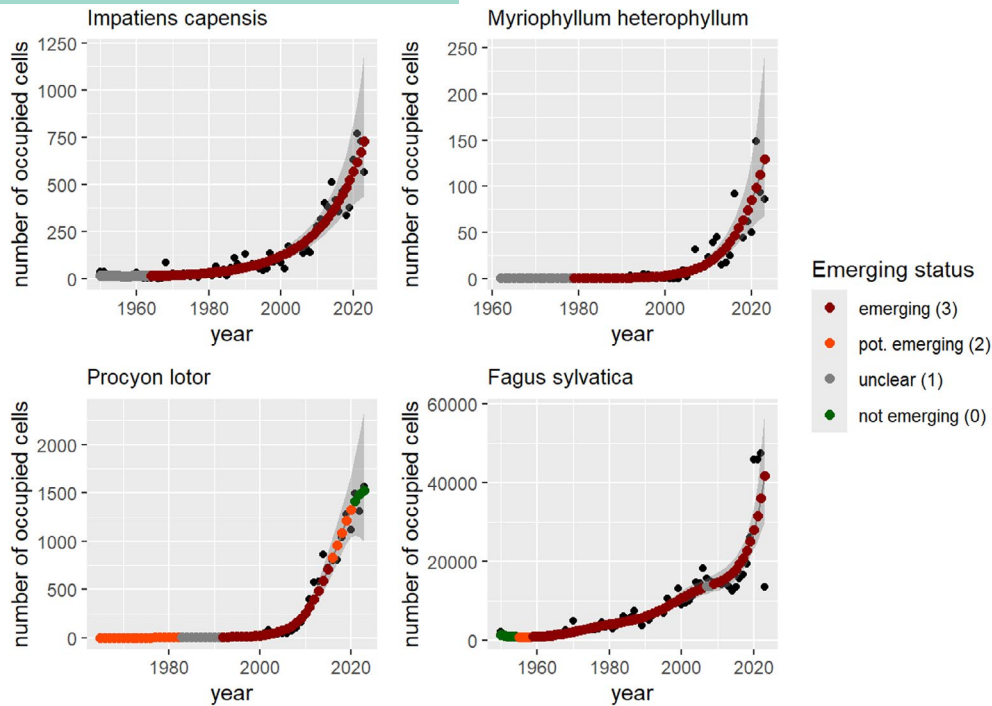 Impatiens capensis
number of occupied cells
1250
1000
750
500
250
0
1960
1980
2000
2020
year
Myriophyllum heterophyllum
number of occupied cells
250
200
150
100
50
0
1960
1980
2000
2020
year
Procyon lotor
number of occupied cells
2000
1500
1000
500
0
1980
2000
2020
year
Fagus sylvatica
number of occupied cells
60000
40000
20000
0
1960
1980
2000
2020
year
Emerging status
emerging (3)
pot. emerging (2)
unclear (1)
not emerging (0)